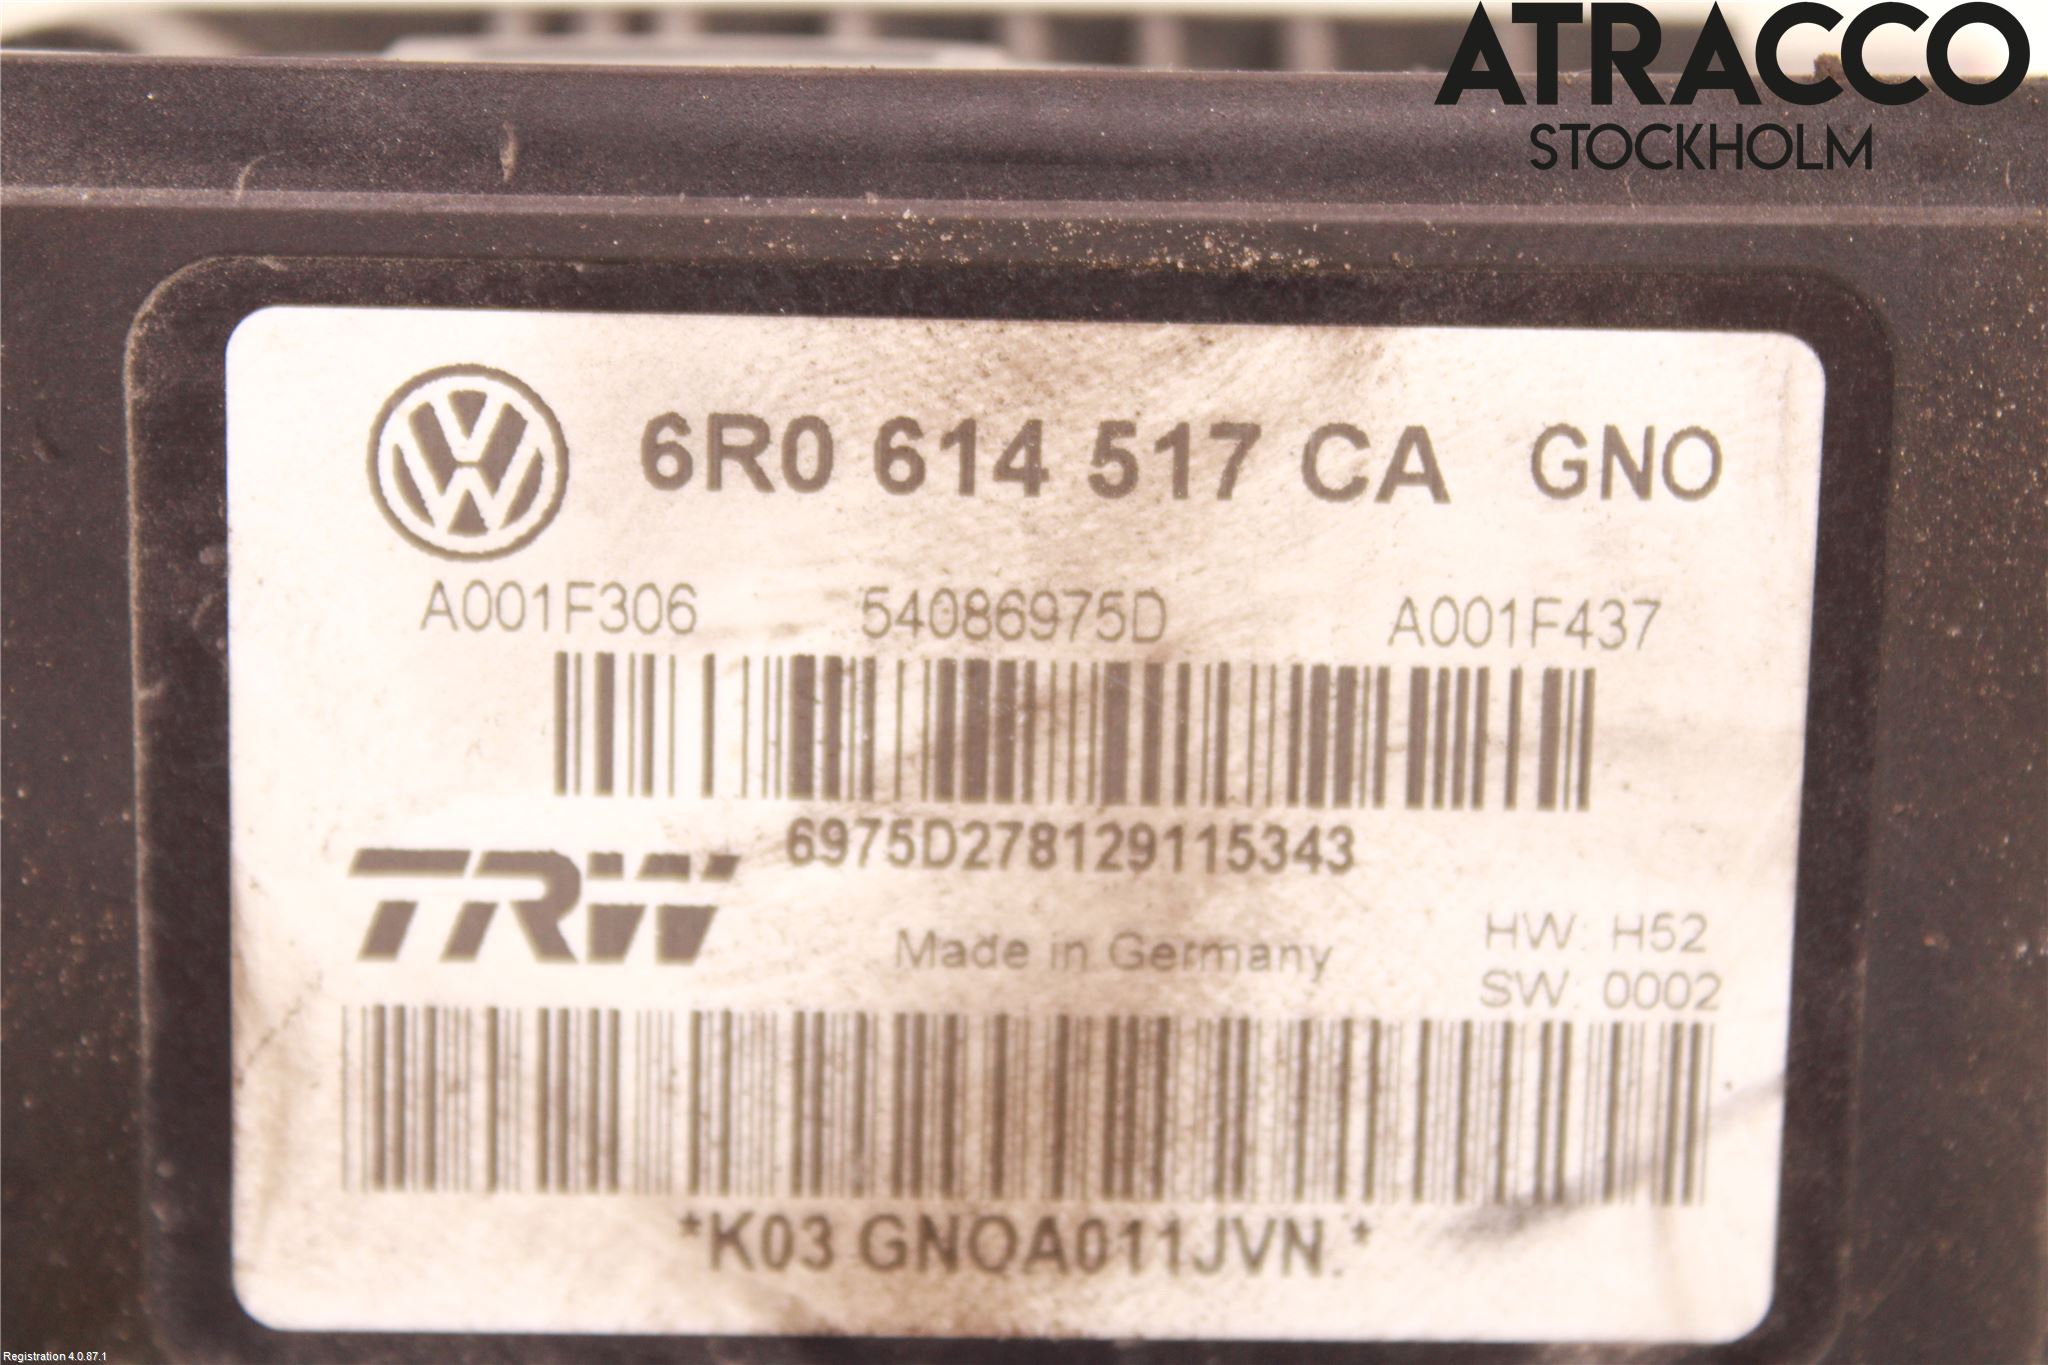 ATRACCO
STOCKHOLM
6R0 614 517 CA GNO
A001F306 54086975D A001F437
6975D278129115343
TRW
Made in Germany
HW: H52
SW: 0002
*K03 GNOA011JVN.*
Registration 4.0.87.1